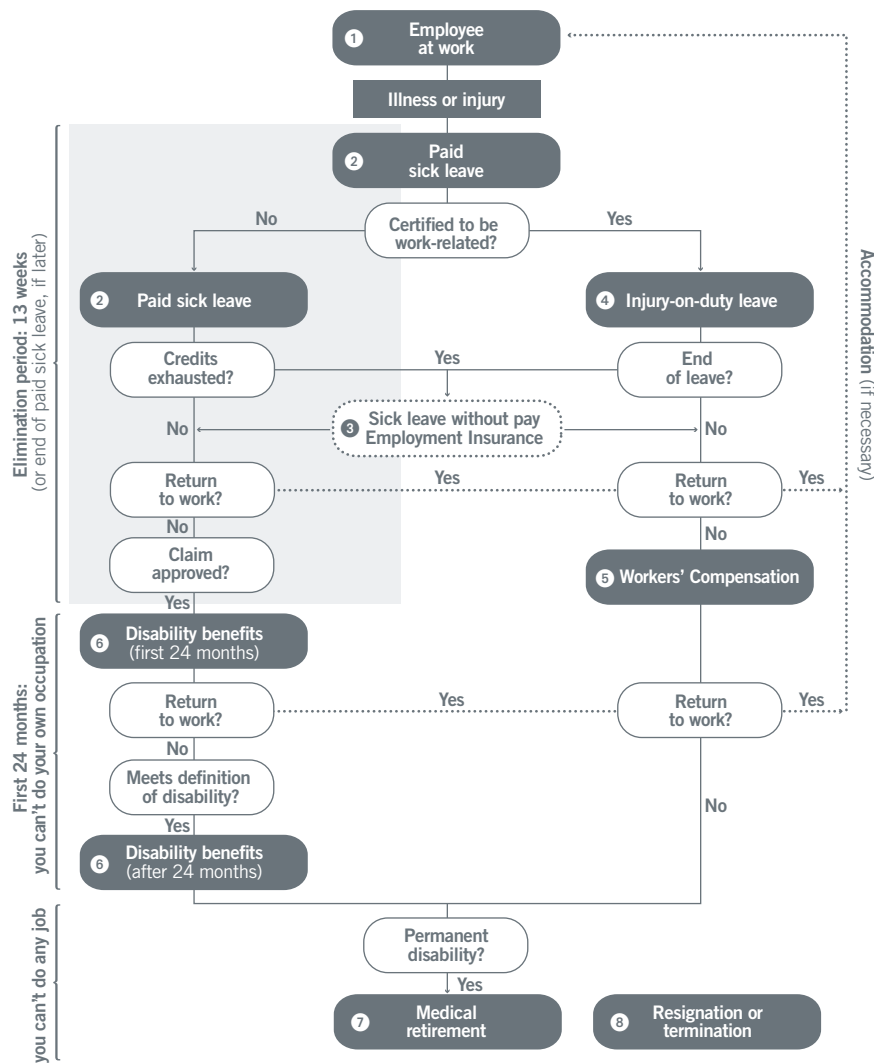 1 Employee
at work
Illness or injury
2 Paid
sick leave
Certified to be
work-related?
No
Yes
2 Paid sick leave
4 Injury-on-duty leave
Credits
exhausted?
Yes
End
of leave?
3 Sick leave without pay
Employment Insurance
No
No
Return
to work?
Yes
Return
to work?
Yes
No
No
Claim
approved?
5 Workers' Compensation
Yes
6 Disability benefits
(first 24 months)
Return
to work?
Yes
Return
to work?
Yes
No
Meets definition
of disability?
No
Yes
6 Disability benefits
(after 24 months)
Permanent
disability?
Yes
7 Medical
retirement
8 Resignation or
termination
Elimination period: 13 weeks
(or end of paid sick leave, if later)
First 24 months:
you can't do your own occupation
you can't do any job
Accommodation (if necessary)